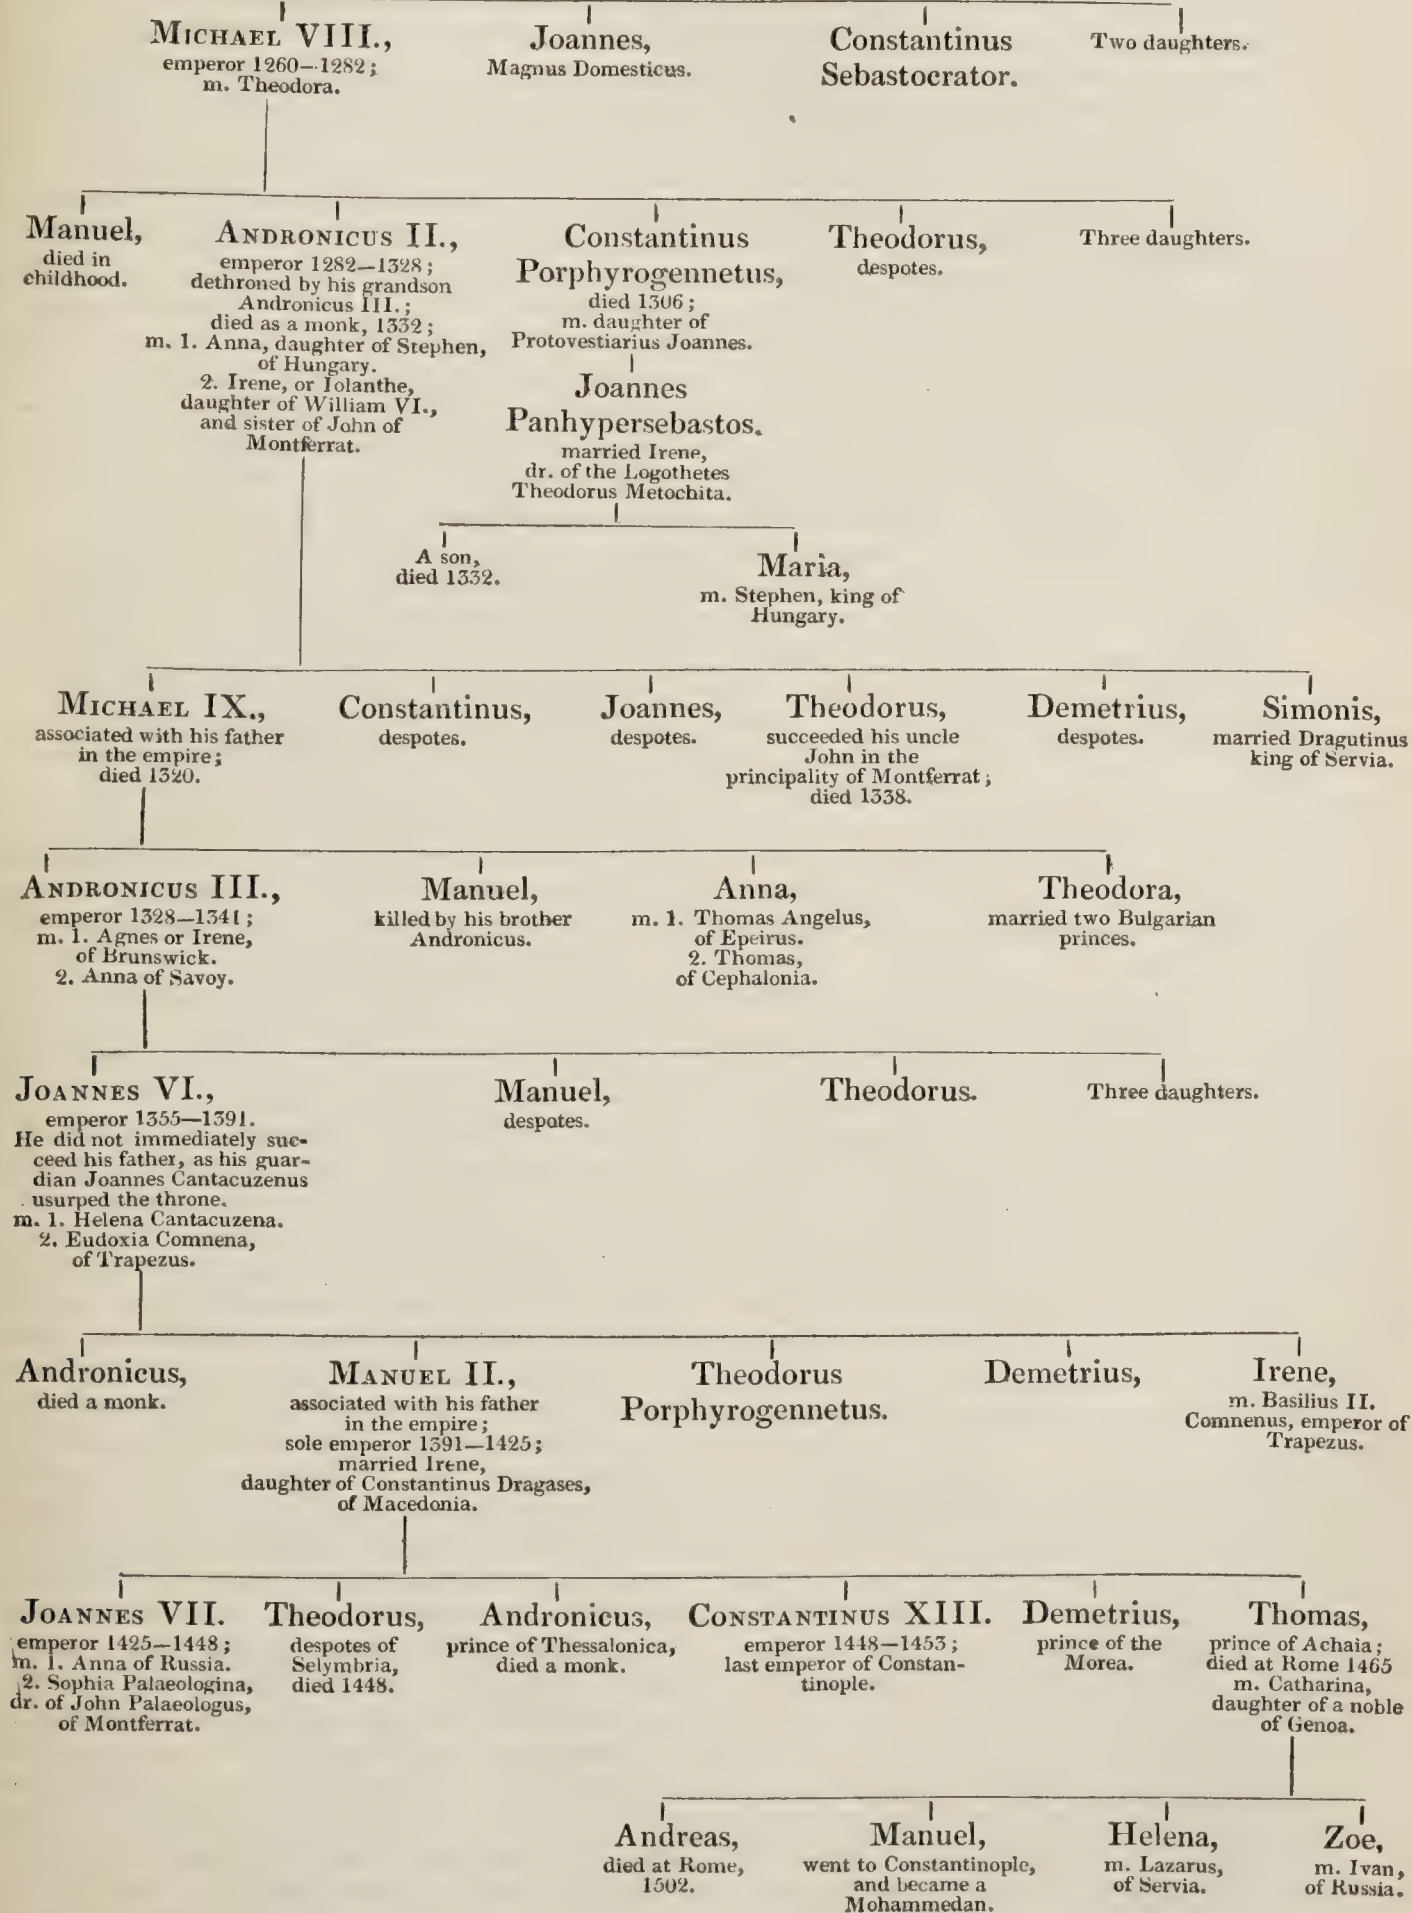 MICHAEL VIII.,
emperor 1260—1282;
m. Theodora.
Joannes,
Magnus Domesticus.
Constantinus
Sebastocrator.
Two daughters.
Manuel,
died in
childhood.
ANDRONICUS II.,
emperor 1282—1328;
dethroned by his grandson
Andronicus III.;
died as a monk, 1332;
m. 1. Anna, daughter of Stephen,
of Hungary.
2. Irene, or Iolanthe,
daughter of William VI.,
and sister of John of
Montferrat.
Constantinus
Porphyrogennetus,
died 1306;
m. daughter of
Protovestiarius Joannes.
Joannes
Panhypersebastos.
married Irene,
dr. of the Logothetes
Theodorus Metochita.
Theodorus,
despotes.
Three daughters.
A son,
died 1332.
Maria,
m. Stephen, king of
Hungary.
MICHAEL IX.,
associated with his father
in the empire;
died 1320.
Constantinus,
despotes.
Joannes,
despotes.
Theodorus,
succeeded his uncle
John in the
principality of Montferrat;
died 1338.
Demetrius,
despotes.
Simonis,
married Dragutinus
king of Servia.
ANDRONICUS III.,
emperor 1328—1341;
m. 1. Agnes or Irene,
of Brunswick.
2. Anna of Savoy.
Manuel,
killed by his brother
Andronicus.
Anna,
m. 1. Thomas Angelus,
of Epeirus.
2. Thomas,
of Cephalonia.
Theodora,
married two Bulgarian
princes.
JOANNES VI.,
emperor 1355—1391.
He did not immediately suc-
ceed his father, as his guar-
dian Joannes Cantacuzenus
usurped the throne.
m. 1. Helena Cantacuzena.
2. Eudoxia Comnena,
of Trapezus.
Manuel,
despotes.
Theodorus.
Three daughters.
Andronicus,
died a monk.
MANUEL II.,
associated with his father
in the empire;
sole emperor 1391—1425;
married Irene,
daughter of Constantinus Dragases,
of Macedonia.
Theodorus
Porphyrogennetus.
Demetrius,
Irene,
m. Basilius II.
Comnenus, emperor of
Trapezus.
JOANNES VII.
emperor 1425—1448;
m. 1. Anna of Russia.
2. Sophia Palaeologina,
dr. of John Palaeologus,
of Montferrat.
Theodorus,
despotes of
Selymbria,
died 1448.
Andronicus,
prince of Thessalonica,
died a monk.
CONSTANTINUS XIII.
emperor 1448—1453;
last emperor of Constan-
tinople.
Demetrius,
prince of the
Morea.
Thomas,
prince of Achaia;
died at Rome 1465
m. Catharina,
daughter of a noble
of Genoa.
Andreas,
died at Rome,
1502.
Manuel,
went to Constantinople,
and became a
Mohammedan.
Helena,
m. Lazarus,
of Servia.
Zoe,
m. Ivan,
of Russia.